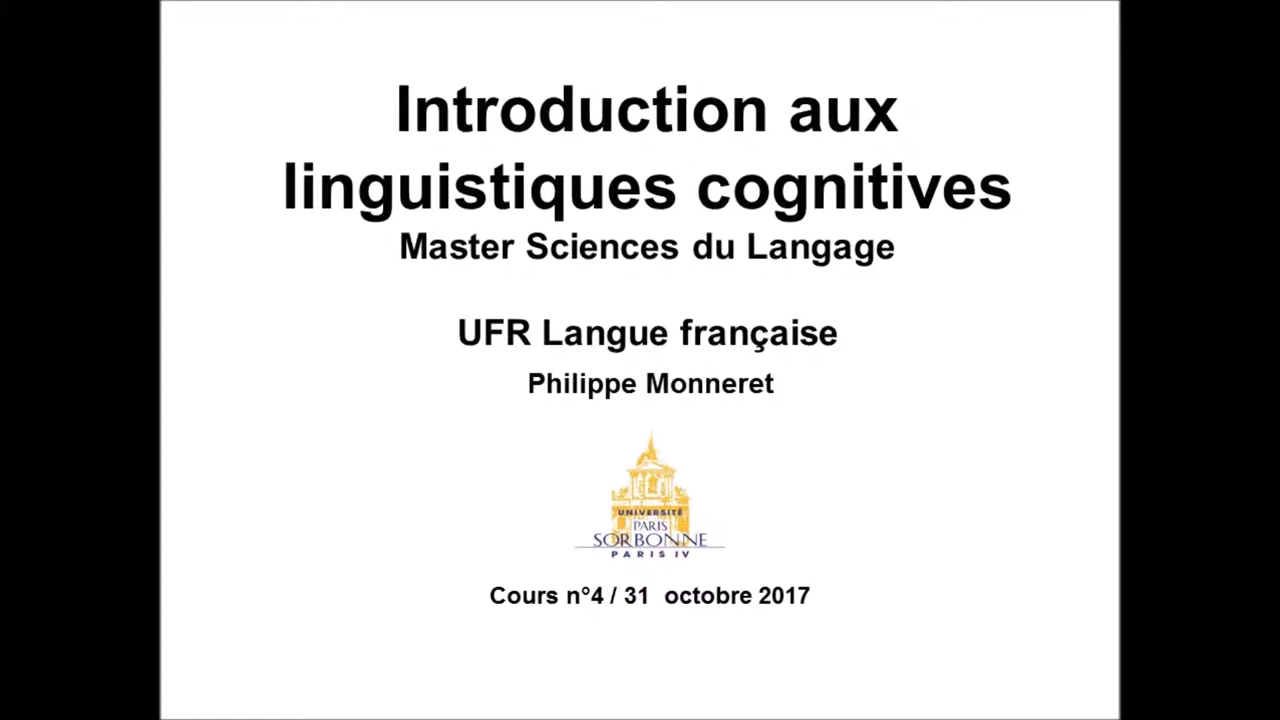 Introduction aux
linguistiques cognitives
Master Sciences du Langage
UFR Langue française
Philippe Monneret
UNIVERSITÉ
PARIS
SORBONNE
PARIS IV
Cours n°4 / 31 octobre 2017